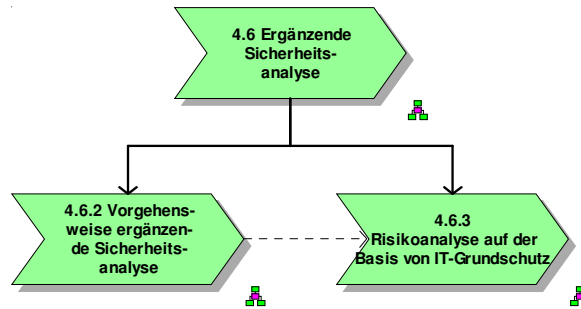 4.6 Ergänzende
Sicherheits-
analyse
4.6.2 Vorgehens-
weise ergänzen-
de Sicherheits-
analyse
4.6.3
Risikoanalyse auf der
Basis von IT-Grundschutz